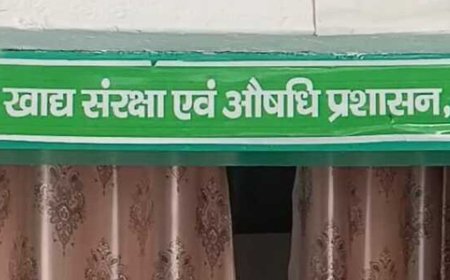 खाद्य संरक्षा एवं औषधि प्रशासन,